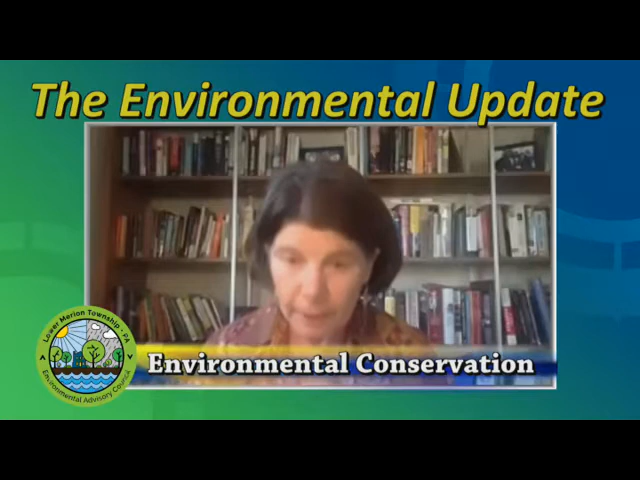 The Environmental Update
Environmental Conservation
Lower Merion Township · PA
Environmental Advisory Council